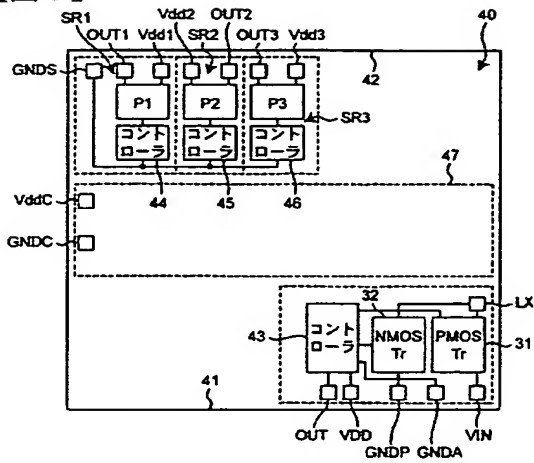 SR1 OUT1 Vdd1 Vdd2 SR2 OUT2 OUT3 Vdd3 40
42
GNDS
P1 P2 P3
SR3
コント
ローラ
コント
ローラ
コント
ローラ
44 45 46 47
VddC
GNDC
LX
32
43
コント
ローラ
NMOS
Tr
PMOS
Tr
31
41
OUT VDD GNDP GNDA VIN